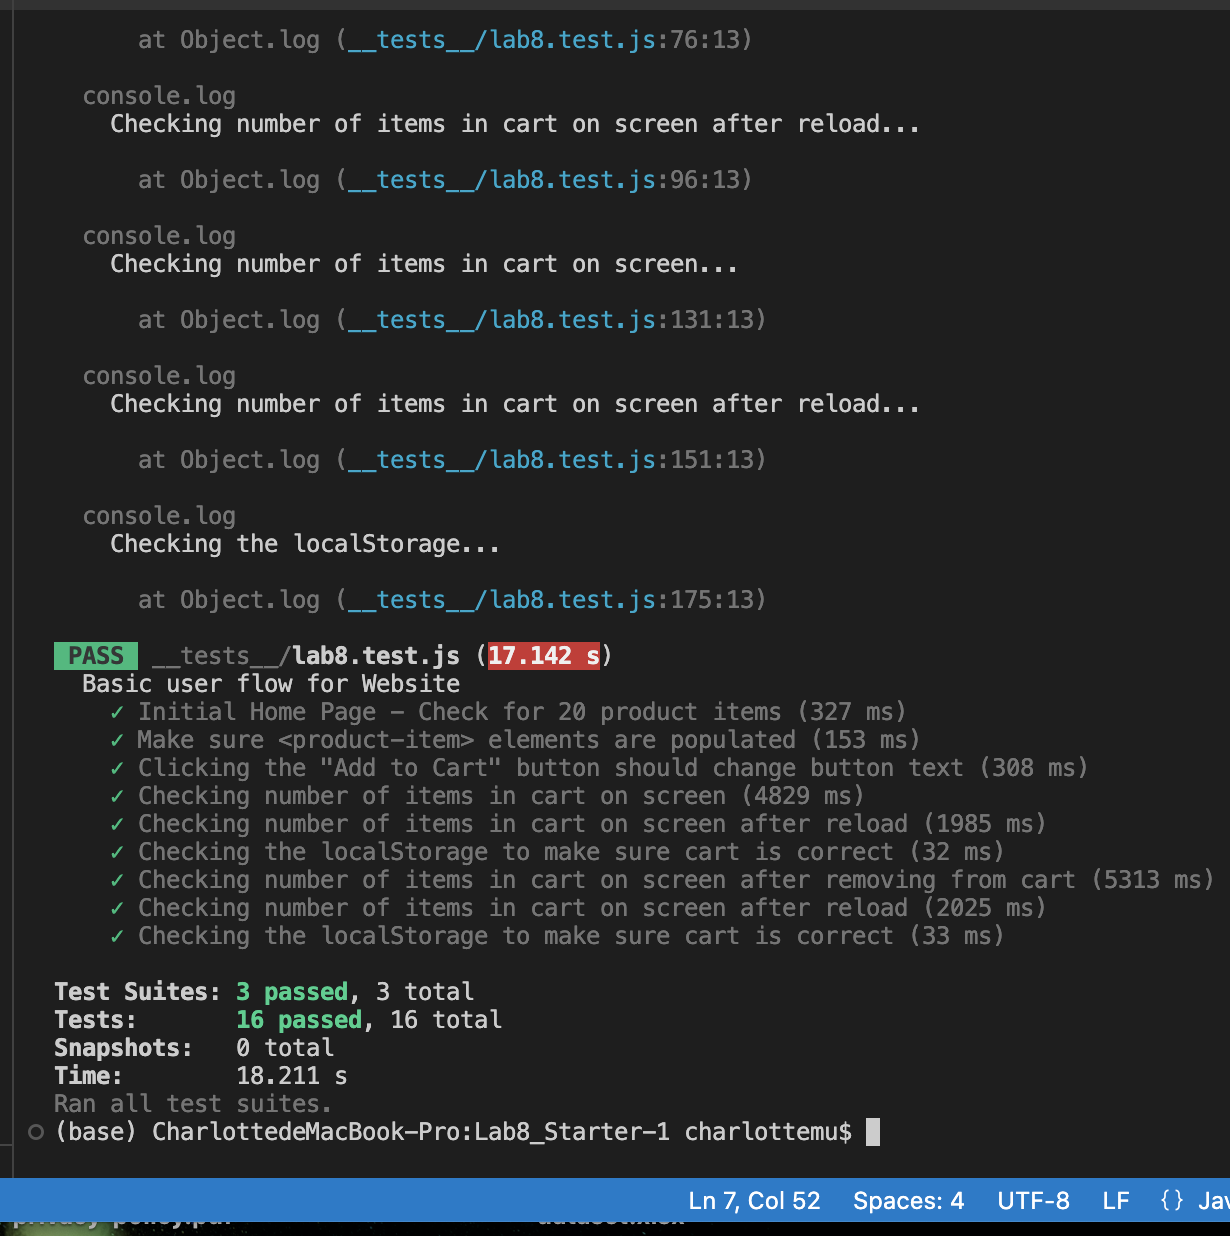 at Object.log (__tests__/lab8.test.js:76:13)
console.log
Checking number of items in cart on screen after reload...
at Object.log (__tests__/lab8.test.js:96:13)
console.log
Checking number of items in cart on screen...
at Object.log (__tests__/lab8.test.js:131:13)
console.log
Checking number of items in cart on screen after reload...
at Object.log (__tests__/lab8.test.js:151:13)
console.log
Checking the localStorage...
at Object.log (__tests__/lab8.test.js:175:13)
PASS __tests__/lab8.test.js (17.142 s)
Basic user flow for Website
✓ Initial Home Page – Check for 20 product items (327 ms)
✓ Make sure <product-item> elements are populated (153 ms)
✓ Clicking the "Add to Cart" button should change button text (308 ms)
✓ Checking number of items in cart on screen (4829 ms)
✓ Checking number of items in cart on screen after reload (1985 ms)
✓ Checking the localStorage to make sure cart is correct (32 ms)
✓ Checking number of items in cart on screen after removing from cart (5313 ms)
✓ Checking number of items in cart on screen after reload (2025 ms)
✓ Checking the localStorage to make sure cart is correct (33 ms)
Test Suites: 3 passed, 3 total
Tests: 16 passed, 16 total
Snapshots: 0 total
Time: 18.211 s
Ran all test suites.
(base) CharlottedeMacBook-Pro:Lab8_Starter-1 charlottemu$
Ln 7, Col 52 Spaces: 4 UTF-8 LF {} Jav